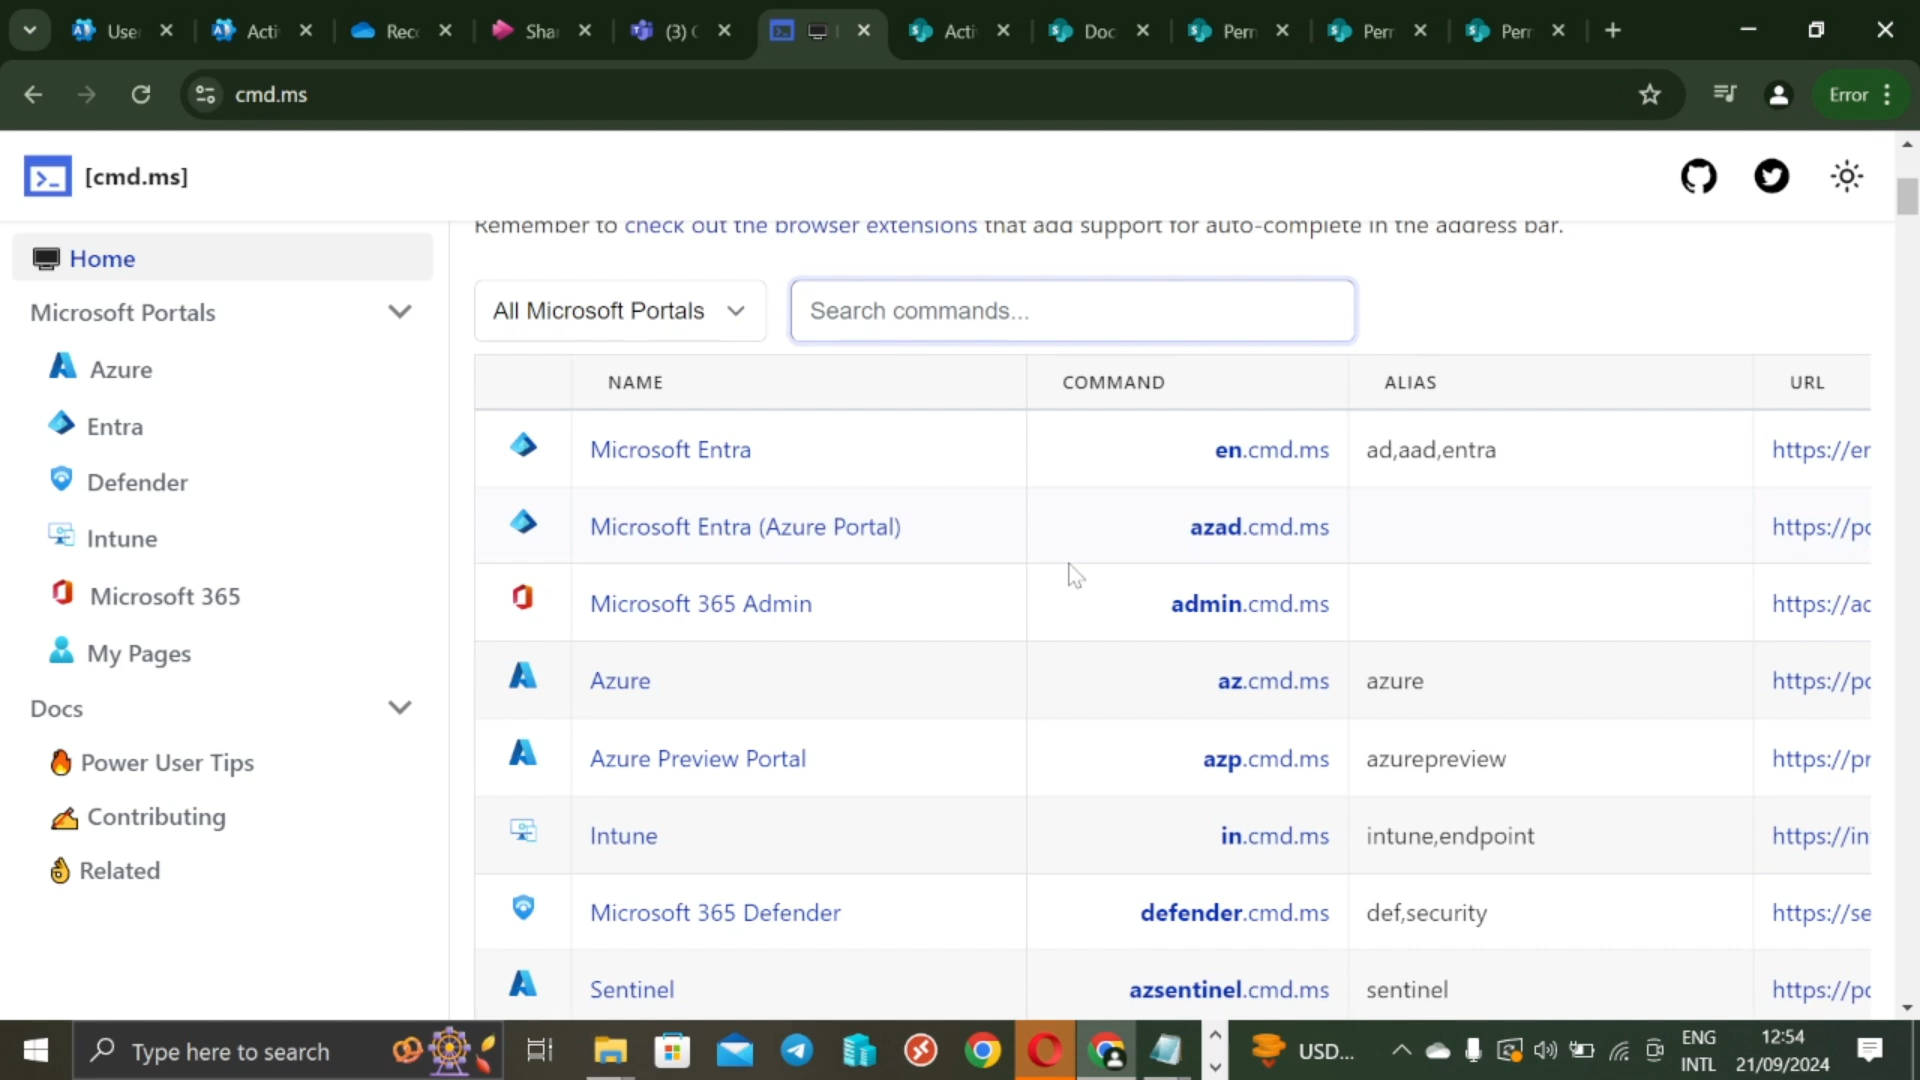 Use
Acti
Rec
Shar
(3) C
Acti
Doc
Perr
Perr
Perr
cmd.ms
Error
[cmd.ms]
Remember to check out the browser extensions that add support for auto-complete in the address bar.
Home
Microsoft Portals
Azure
Entra
Defender
Intune
Microsoft 365
My Pages
Docs
Power User Tips
Contributing
Related
All Microsoft Portals
Search commands...
NAME COMMAND ALIAS URL
Microsoft Entra en.cmd.ms ad,aad,entra https://er
Microsoft Entra (Azure Portal) azad.cmd.ms https://pc
Microsoft 365 Admin admin.cmd.ms https://ac
Azure az.cmd.ms azure https://pc
Azure Preview Portal azp.cmd.ms azurepreview https://pr
Intune in.cmd.ms intune,endpoint https://in
Microsoft 365 Defender defender.cmd.ms def,security https://se
Sentinel azsentinel.cmd.ms sentinel https://pc
Type here to search
USD...
ENG
INTL
12:54
21/09/2024